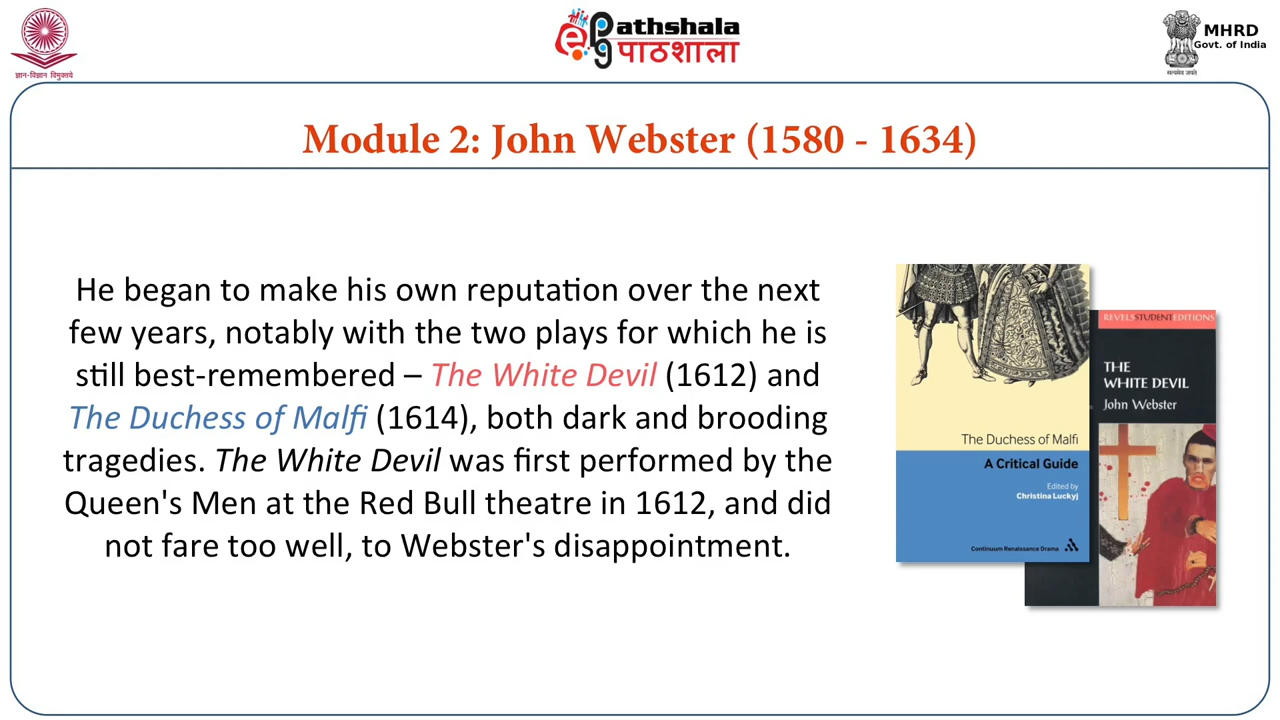 ज्ञान-विज्ञान विमुक्तये
ePathshala
पाठशाला
MHRD
Govt. of India
सत्यमेव जयते
Module 2: John Webster (1580 - 1634)
He began to make his own reputation over the next
few years, notably with the two plays for which he is
still best-remembered – The White Devil (1612) and
The Duchess of Malfi (1614), both dark and brooding
tragedies. The White Devil was first performed by the
Queen's Men at the Red Bull theatre in 1612, and did
not fare too well, to Webster's disappointment.
The Duchess of Malfi
A Critical Guide
Edited by
Christina Luckyj
Continuum Renaissance Drama
REVELS STUDENT EDITIONS
THE
WHITE DEVIL
John Webster